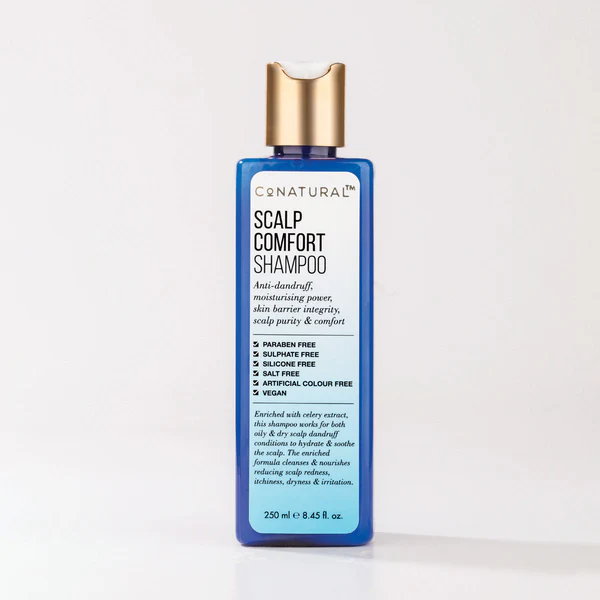 CONATURAL™
SCALP
COMFORT
SHAMPOO
Anti-dandruff,
moisturising power,
skin barrier integrity,
scalp purity & comfort
PARABEN FREE
SULPHATE FREE
SILICONE FREE
SALT FREE
ARTIFICIAL COLOUR FREE
VEGAN
Enriched with celery extract,
this shampoo works for both
oily & dry scalp dandruff
conditions to hydrate & soothe
the scalp. The enriched
formula cleanses & nourishes
reducing scalp redness,
itchiness, dryness & irritation.
250 ml ℮ 8.45 fl. oz.